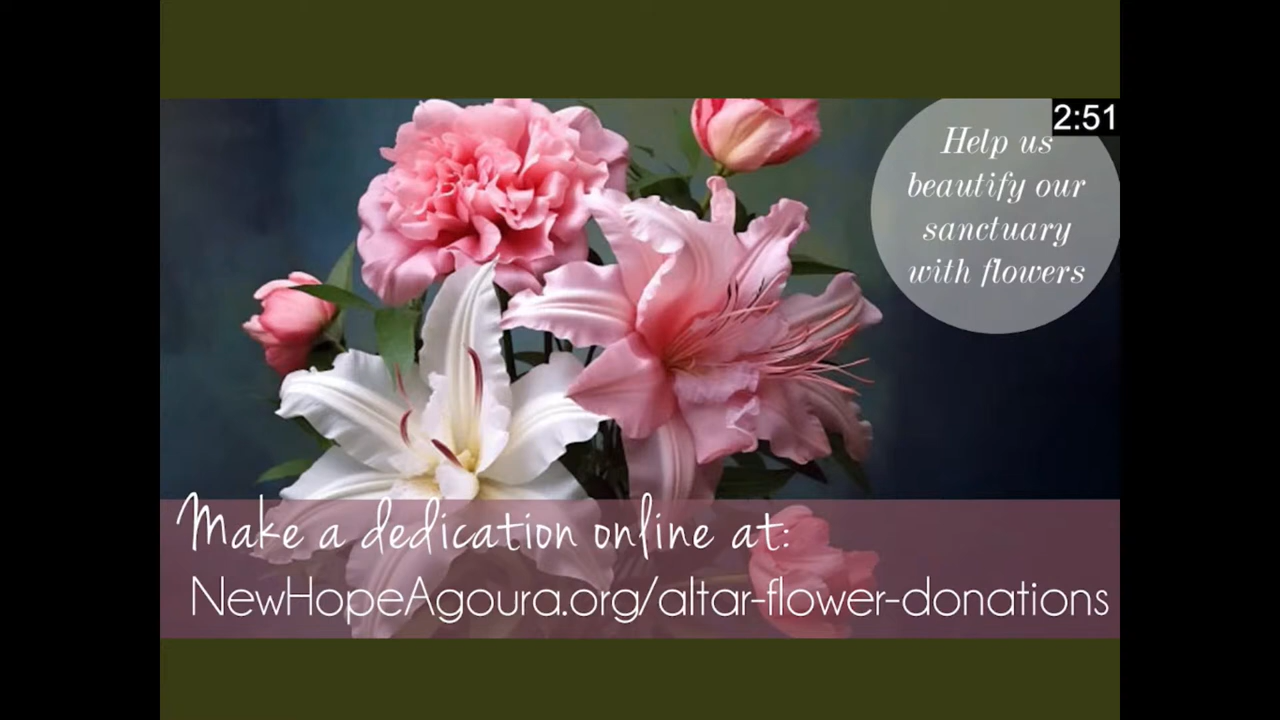 2:51
Help us
beautify our
sanctuary
with flowers
Make a dedication online at:
NewHopeAgoura.org/altar-flower-donations